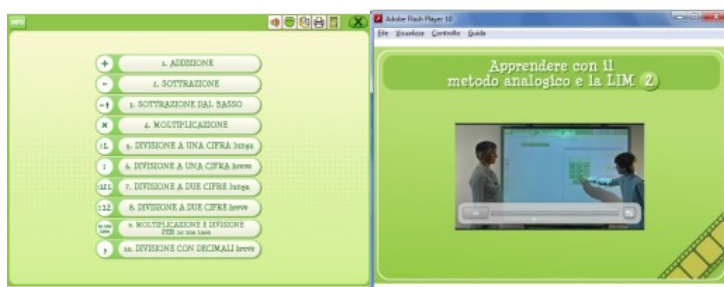 INFO
+ 1. ADDIZIONE
- 2. SOTTRAZIONE
3. SOTTRAZIONE DAL BASSO
× 4. MOLTIPLICAZIONE
:L 5. DIVISIONE A UNA CIFRA lunga
: 6. DIVISIONE A UNA CIFRA breve
7. DIVISIONE A DUE CIFRE lunga
:12 8. DIVISIONE A DUE CIFRE breve
9. MOLTIPLICAZIONE E DIVISIONE
PER 10 100 1000
, 10. DIVISIONE CON DECIMALI breve
Adobe Flash Player 10
File Visualizza Controllo Guida
Apprendere con il
metodo analogico e la LIM 2